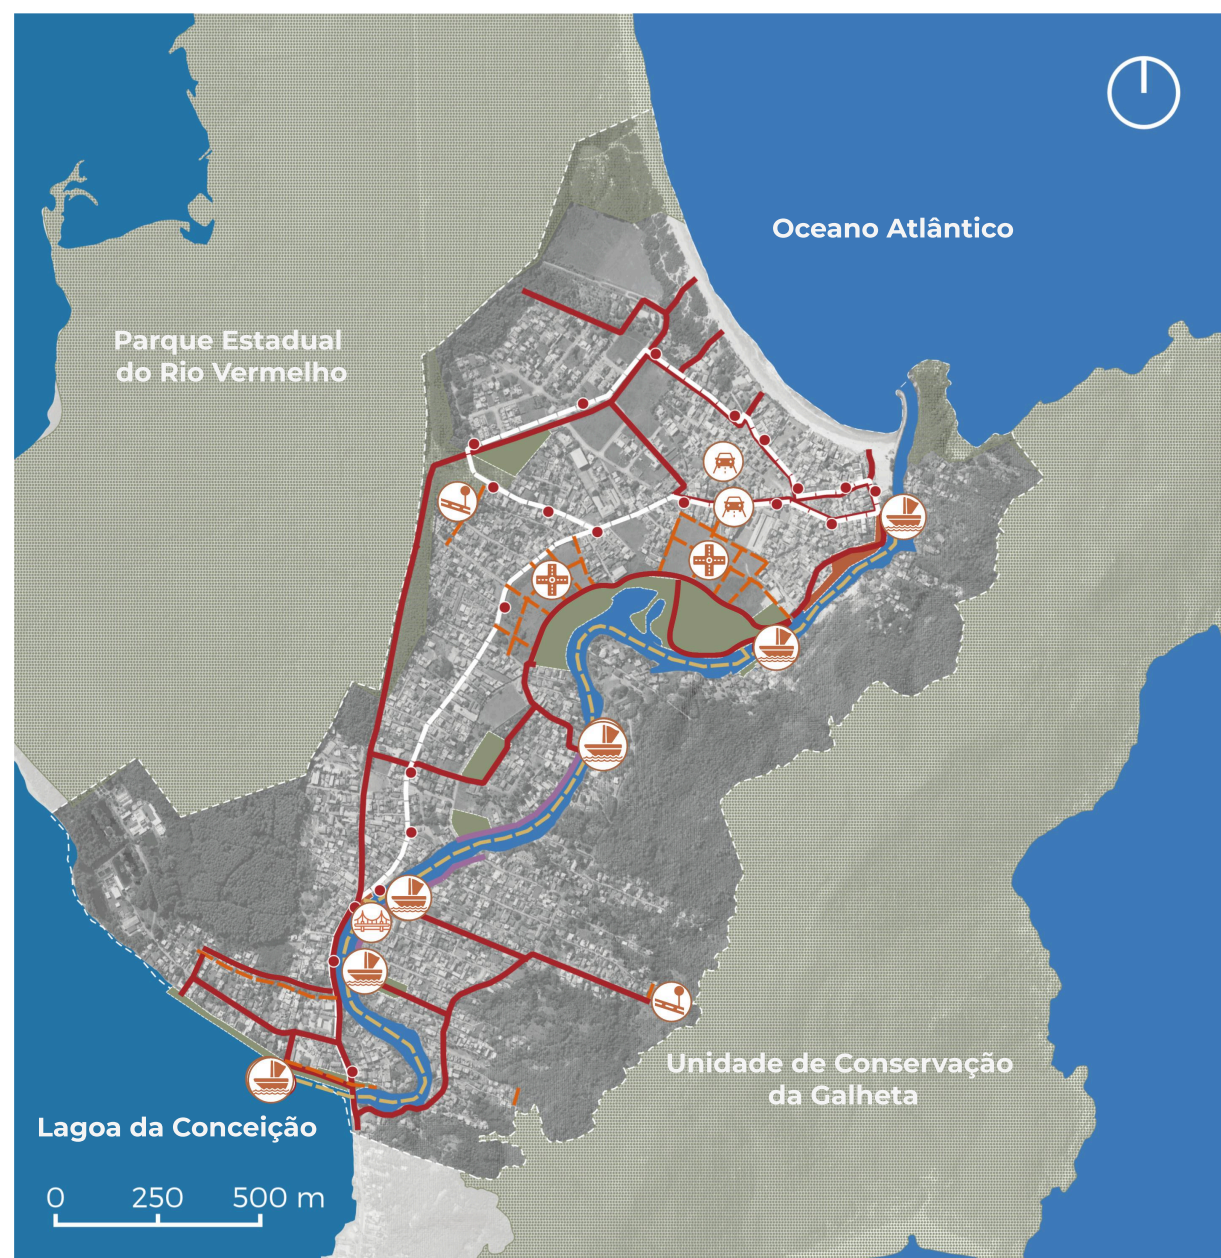 Oceano Atlântico
Parque Estadual
do Rio Vermelho
Unidade de Conservação
da Galheta
Lagoa da Conceição
0 250 500 m